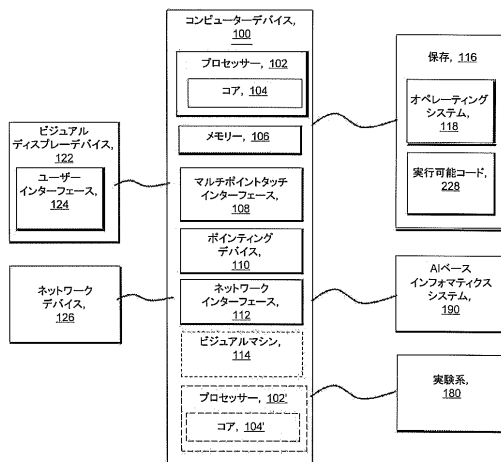 コンピューターデバイス,
100
プロセッサー, 102
コア, 104
メモリー, 106
マルチポイントタッチ
インターフェース,
108
ポインティング
デバイス,
110
ネットワーク
インターフェース,
112
ビジュアルマシン,
114
プロセッサー, 102'
コア, 104'
ビジュアル
ディスプレーデバイス,
122
ユーザー
インターフェース,
124
ネットワーク
デバイス,
126
保存, 116
オペレーティング
システム,
118
実行可能コード,
228
AIベース
インフォマティクス
システム,
190
実験系,
180